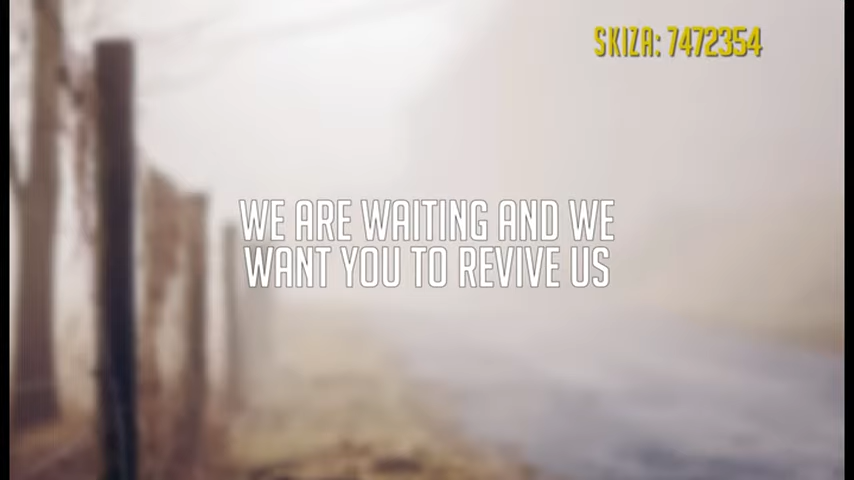 SKIZA: 7472354
WE ARE WAITING AND WE
WANT YOU TO REVIVE US